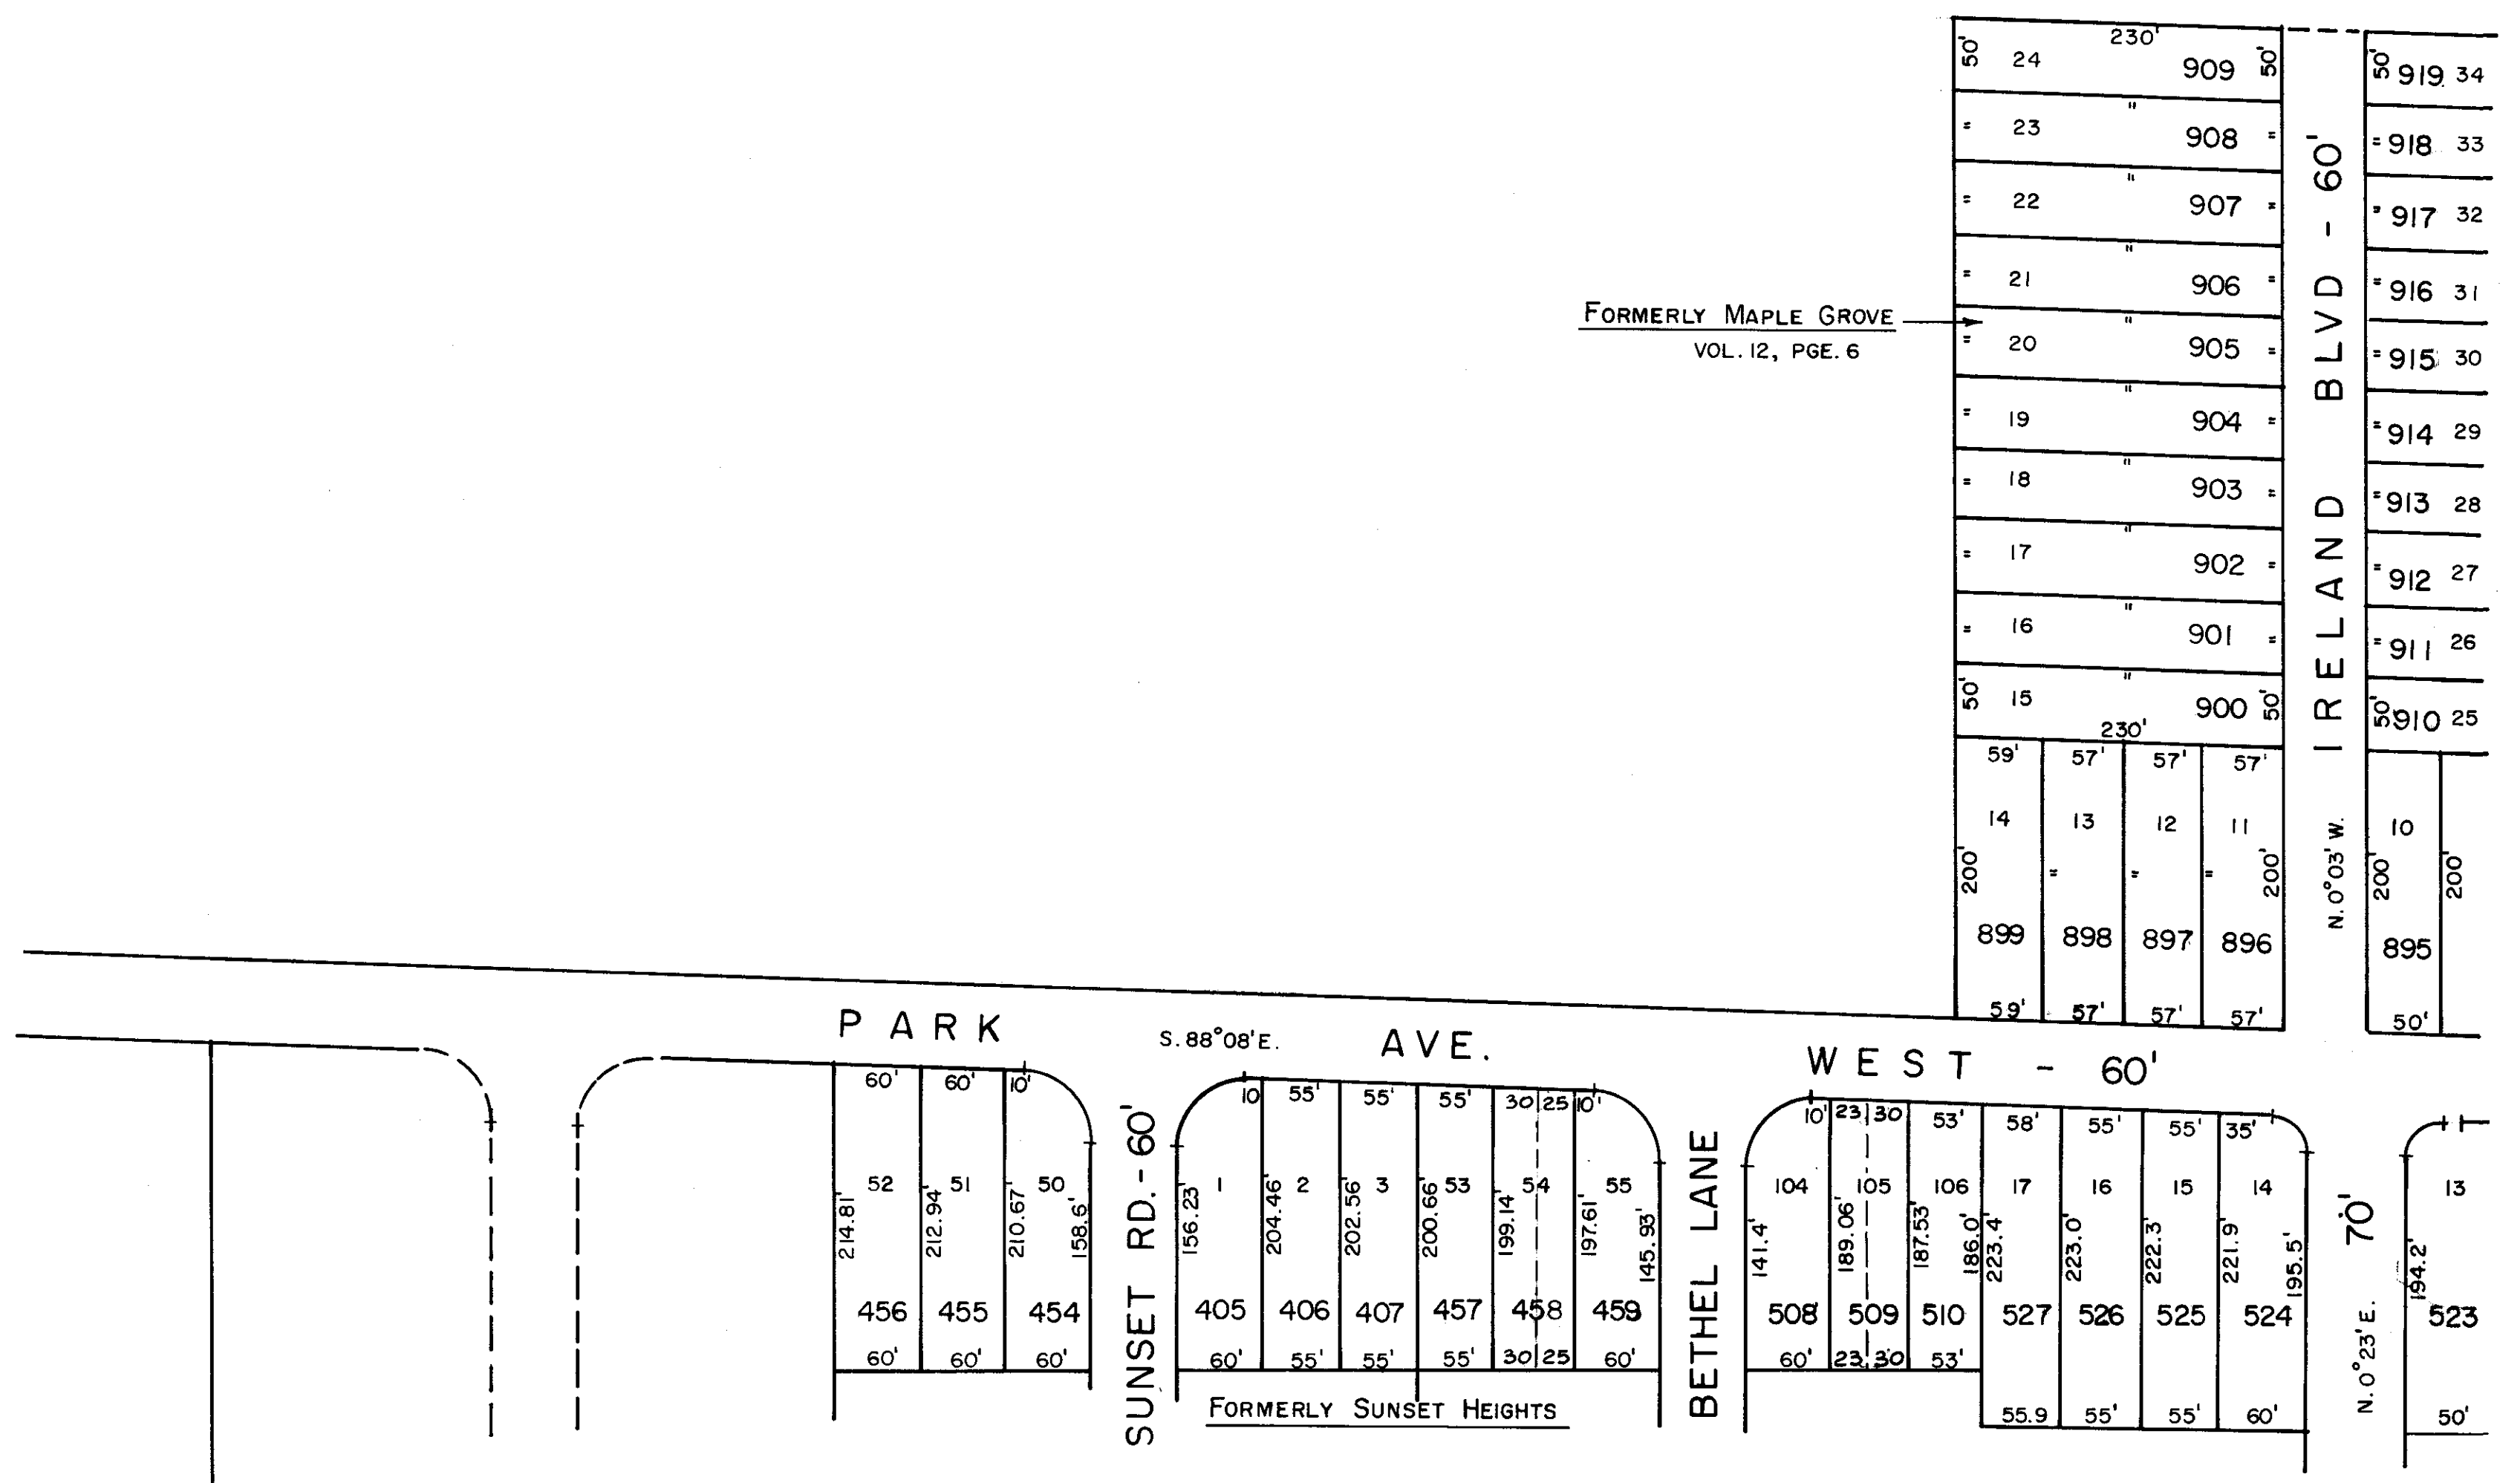 230'
50' 24 909 50'
50' 919 34
"
" 23 908 "
" 918 33
"
" 22 907 "
" 917 32
"
" 21 906 "
" 916 31
"
" 20 905 "
" 915 30
"
" 19 904 "
" 914 29
"
" 18 903 "
" 913 28
"
" 17 902 "
" 912 27
"
" 16 901 "
" 911 26
"
50' 15 900 50'
50' 910 25
230'
FORMERLY MAPLE GROVE
VOL. 12, PGE. 6
IRELAND BLVD - 60'
N. 0°03' W.
59' 57' 57' 57'
14 13 12 11 10
200' " " " 200' 200' 200'
899 898 897 896 895
59' 57' 57' 57' 50'
PARK AVE. WEST - 60'
S. 88°08' E.
60' 60' 10'
52 51 50
214.81' 212.94' 210.67' 158.6'
456 455 454
60' 60' 60'
SUNSET RD. - 60'
10 55' 55' 55' 30 25 10'
1 2 3 53 54 55
156.23' 204.46' 202.56' 200.66' 199.14' 197.61' 145.93'
405 406 407 457 458 459
60' 55' 55' 55' 30 25 60'
FORMERLY SUNSET HEIGHTS
BETHEL LANE
10' 23 30 53' 58' 55' 55' 35'
104 105 106 17 16 15 14
141.4' 189.06' 187.53' 186.0' 223.4' 223.0' 222.3' 221.9' 195.5'
508 509 510 527 526 525 524
60' 23 30 53'
55.9 55' 55' 60'
70'
N. 0°23' E.
13
194.2'
523
50'